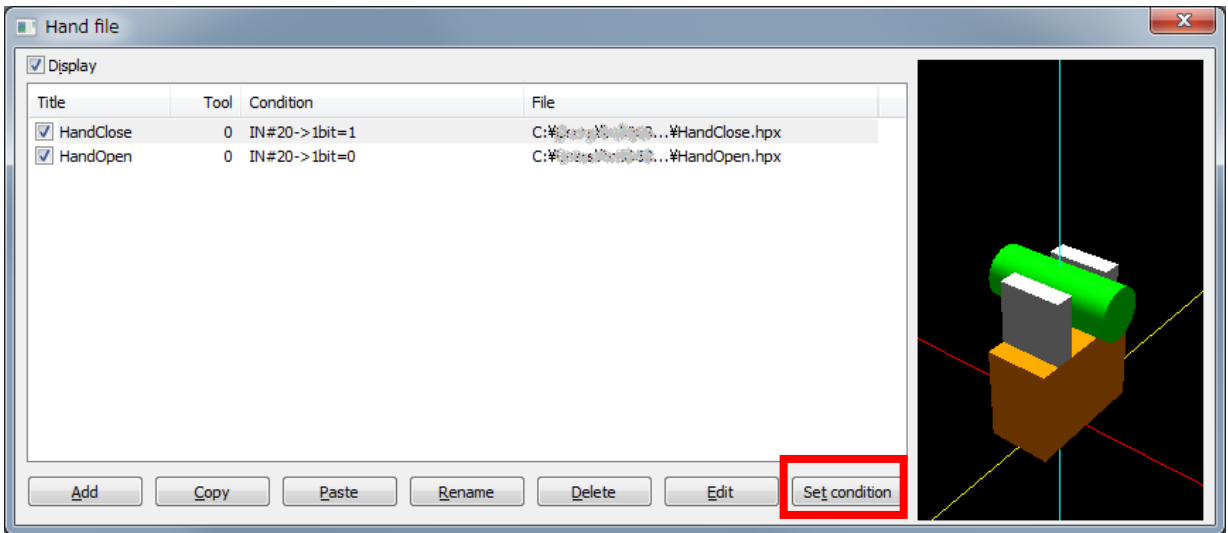 Hand file
Display
Title Tool Condition File
HandClose 0 IN#20->1bit=1 C:¥ ...¥HandClose.hpx
HandOpen 0 IN#20->1bit=0 C:¥ ...¥HandOpen.hpx
Add Copy Paste Rename Delete Edit Set condition